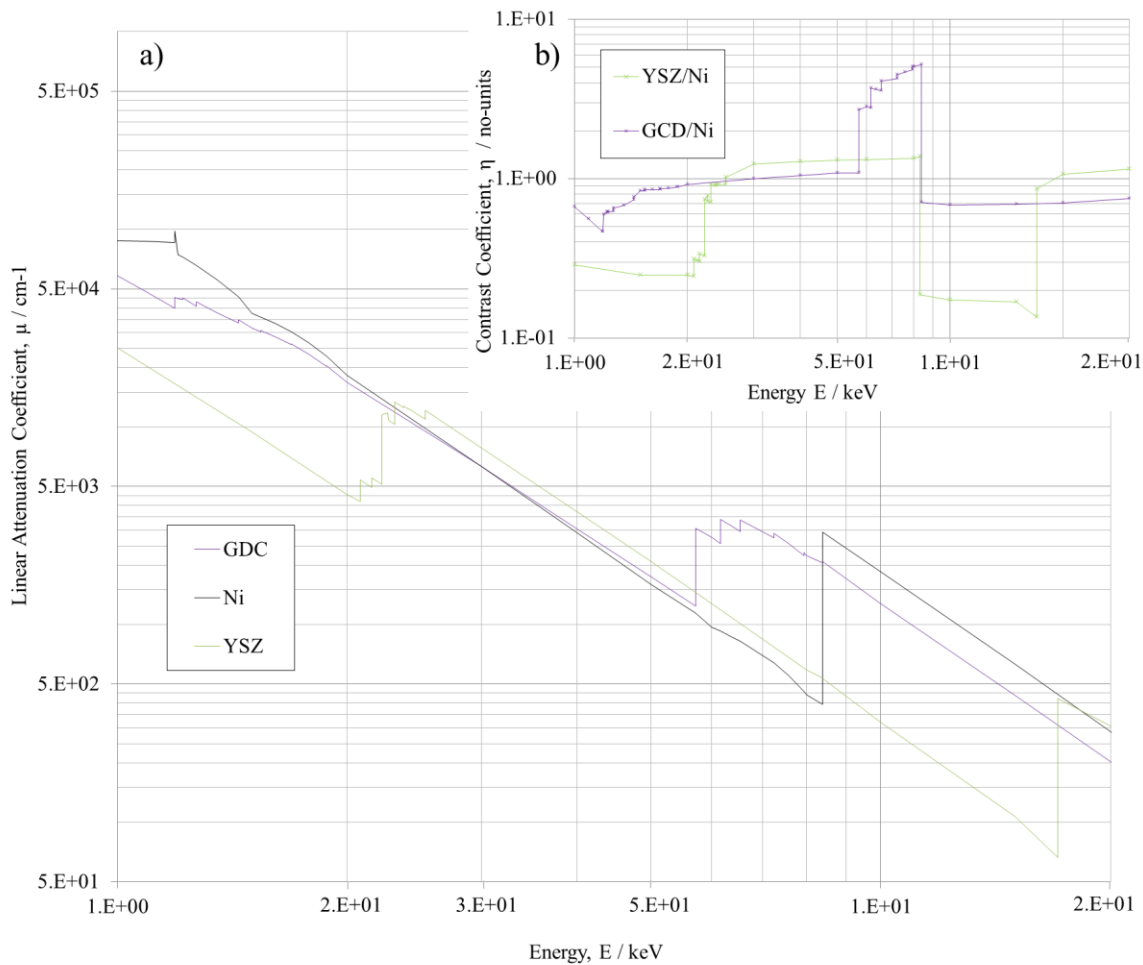 a)
5.E+05
5.E+04
5.E+03
5.E+02
5.E+01
Linear Attenuation Coefficient, μ / cm-1
GDC
Ni
YSZ
1.E+00 2.E+01 3.E+01 5.E+01 1.E+01 2.E+01
Energy, E / keV
b)
1.E+01
1.E+00
1.E-01
Contrast Coefficient, η / no-units
YSZ/Ni
GCD/Ni
1.E+00 2.E+01 5.E+01 1.E+01 2.E+01
Energy E / keV